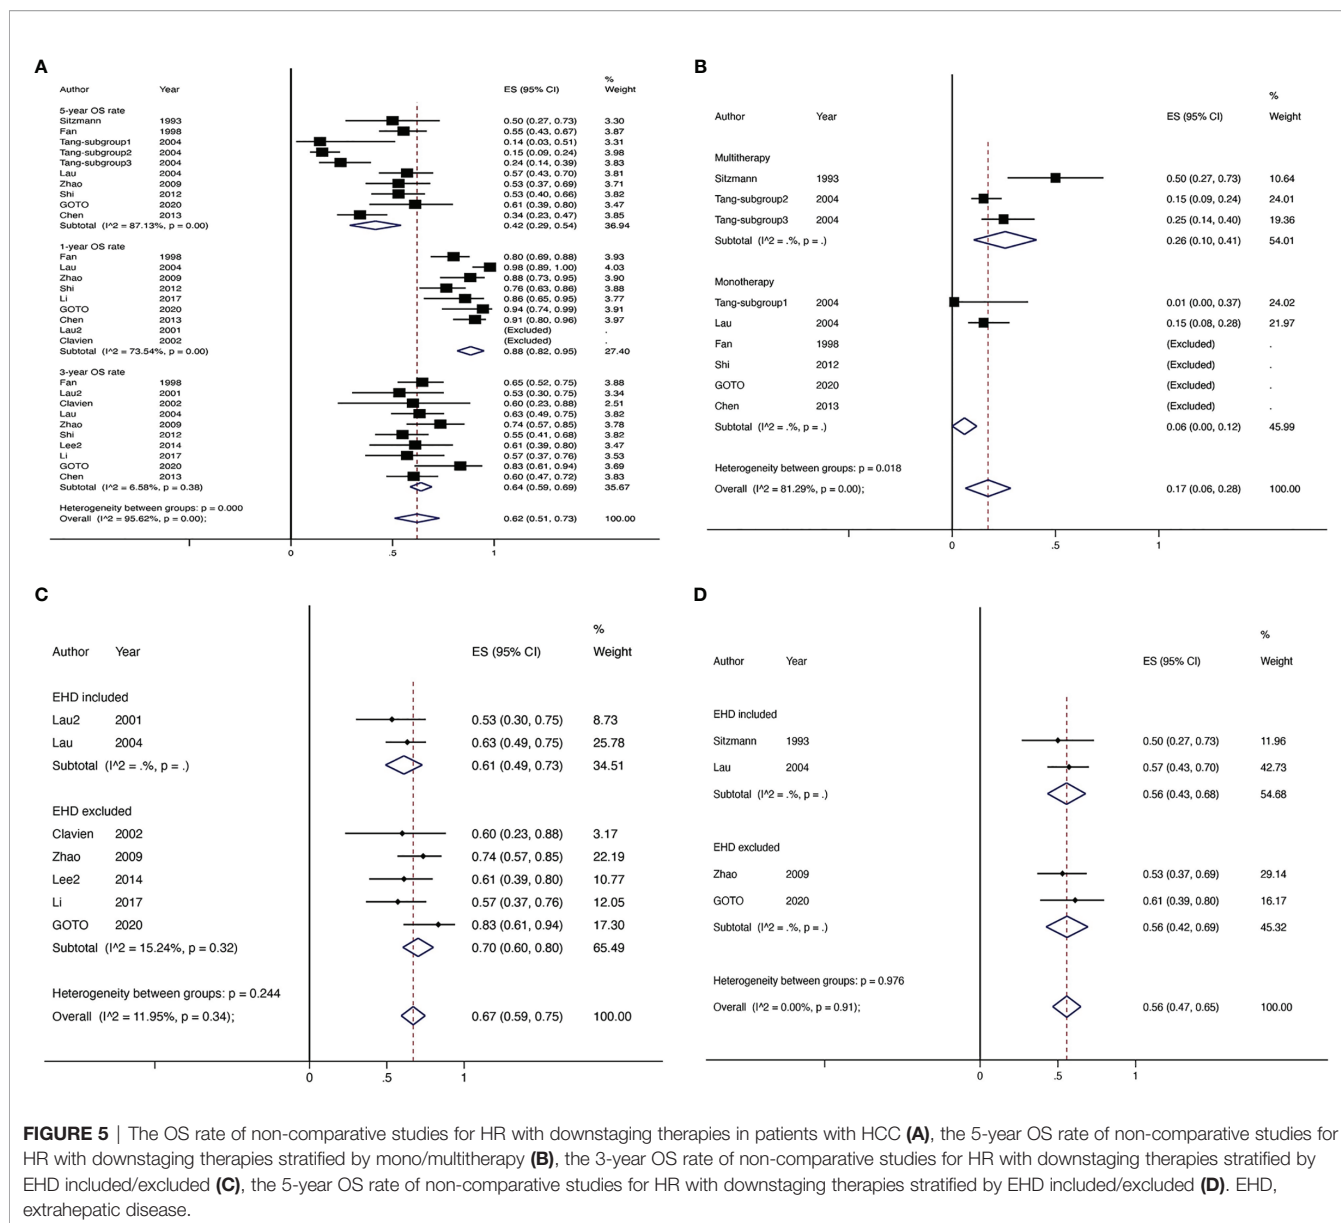 A
%
Author Year ES (95% CI) Weight
5-year OS rate
Sitzmann 1993 0.50 (0.27, 0.73) 3.30
Fan 1998 0.55 (0.43, 0.67) 3.87
Tang-subgroup1 2004 0.14 (0.03, 0.51) 3.31
Tang-subgroup2 2004 0.15 (0.09, 0.24) 3.98
Tang-subgroup3 2004 0.24 (0.14, 0.39) 3.83
Lau 2004 0.57 (0.43, 0.70) 3.81
Zhao 2009 0.53 (0.37, 0.69) 3.71
Shi 2012 0.53 (0.40, 0.66) 3.82
GOTO 2020 0.61 (0.39, 0.80) 3.47
Chen 2013 0.34 (0.23, 0.47) 3.85
Subtotal (I^2 = 87.13%, p = 0.00) 0.42 (0.29, 0.54) 36.94
1-year OS rate
Fan 1998 0.80 (0.69, 0.88) 3.93
Lau 2004 0.98 (0.89, 1.00) 4.03
Zhao 2009 0.88 (0.73, 0.95) 3.90
Shi 2012 0.76 (0.63, 0.86) 3.88
Li 2017 0.86 (0.65, 0.95) 3.77
GOTO 2020 0.94 (0.74, 0.99) 3.91
Chen 2013 0.91 (0.80, 0.96) 3.97
Lau2 2001 (Excluded) .
Clavien 2002 (Excluded) .
Subtotal (I^2 = 73.54%, p = 0.00) 0.88 (0.82, 0.95) 27.40
3-year OS rate
Fan 1998 0.65 (0.52, 0.75) 3.88
Lau2 2001 0.53 (0.30, 0.75) 3.34
Clavien 2002 0.60 (0.23, 0.88) 2.51
Lau 2004 0.63 (0.49, 0.75) 3.82
Zhao 2009 0.74 (0.57, 0.85) 3.78
Shi 2012 0.55 (0.41, 0.68) 3.82
Lee2 2014 0.61 (0.39, 0.80) 3.47
Li 2017 0.57 (0.37, 0.76) 3.53
GOTO 2020 0.83 (0.61, 0.94) 3.69
Chen 2013 0.60 (0.47, 0.72) 3.83
Subtotal (I^2 = 6.58%, p = 0.38) 0.64 (0.59, 0.69) 35.67
Heterogeneity between groups: p = 0.000
Overall (I^2 = 95.62%, p = 0.00); 0.62 (0.51, 0.73) 100.00
0 .5 1
B
%
Author Year ES (95% CI) Weight
Multitherapy
Sitzmann 1993 0.50 (0.27, 0.73) 10.64
Tang-subgroup2 2004 0.15 (0.09, 0.24) 24.01
Tang-subgroup3 2004 0.25 (0.14, 0.40) 19.36
Subtotal (I^2 = .%, p = .) 0.26 (0.10, 0.41) 54.01
Monotherapy
Tang-subgroup1 2004 0.01 (0.00, 0.37) 24.02
Lau 2004 0.15 (0.08, 0.28) 21.97
Fan 1998 (Excluded) .
Shi 2012 (Excluded) .
GOTO 2020 (Excluded) .
Chen 2013 (Excluded) .
Subtotal (I^2 = .%, p = .) 0.06 (0.00, 0.12) 45.99
Heterogeneity between groups: p = 0.018
Overall (I^2 = 81.29%, p = 0.00); 0.17 (0.06, 0.28) 100.00
0 .5 1
C
%
Author Year ES (95% CI) Weight
EHD included
Lau2 2001 0.53 (0.30, 0.75) 8.73
Lau 2004 0.63 (0.49, 0.75) 25.78
Subtotal (I^2 = .%, p = .) 0.61 (0.49, 0.73) 34.51
EHD excluded
Clavien 2002 0.60 (0.23, 0.88) 3.17
Zhao 2009 0.74 (0.57, 0.85) 22.19
Lee2 2014 0.61 (0.39, 0.80) 10.77
Li 2017 0.57 (0.37, 0.76) 12.05
GOTO 2020 0.83 (0.61, 0.94) 17.30
Subtotal (I^2 = 15.24%, p = 0.32) 0.70 (0.60, 0.80) 65.49
Heterogeneity between groups: p = 0.244
Overall (I^2 = 11.95%, p = 0.34); 0.67 (0.59, 0.75) 100.00
0 .5 1
D
%
Author Year ES (95% CI) Weight
EHD included
Sitzmann 1993 0.50 (0.27, 0.73) 11.96
Lau 2004 0.57 (0.43, 0.70) 42.73
Subtotal (I^2 = .%, p = .) 0.56 (0.43, 0.68) 54.68
EHD excluded
Zhao 2009 0.53 (0.37, 0.69) 29.14
GOTO 2020 0.61 (0.39, 0.80) 16.17
Subtotal (I^2 = .%, p = .) 0.56 (0.42, 0.69) 45.32
Heterogeneity between groups: p = 0.976
Overall (I^2 = 0.00%, p = 0.91); 0.56 (0.47, 0.65) 100.00
0 .5 1
FIGURE 5 | The OS rate of non-comparative studies for HR with downstaging therapies in patients with HCC (A), the 5-year OS rate of non-comparative studies for
HR with downstaging therapies stratified by mono/multitherapy (B), the 3-year OS rate of non-comparative studies for HR with downstaging therapies stratified by
EHD included/excluded (C), the 5-year OS rate of non-comparative studies for HR with downstaging therapies stratified by EHD included/excluded (D). EHD,
extrahepatic disease.